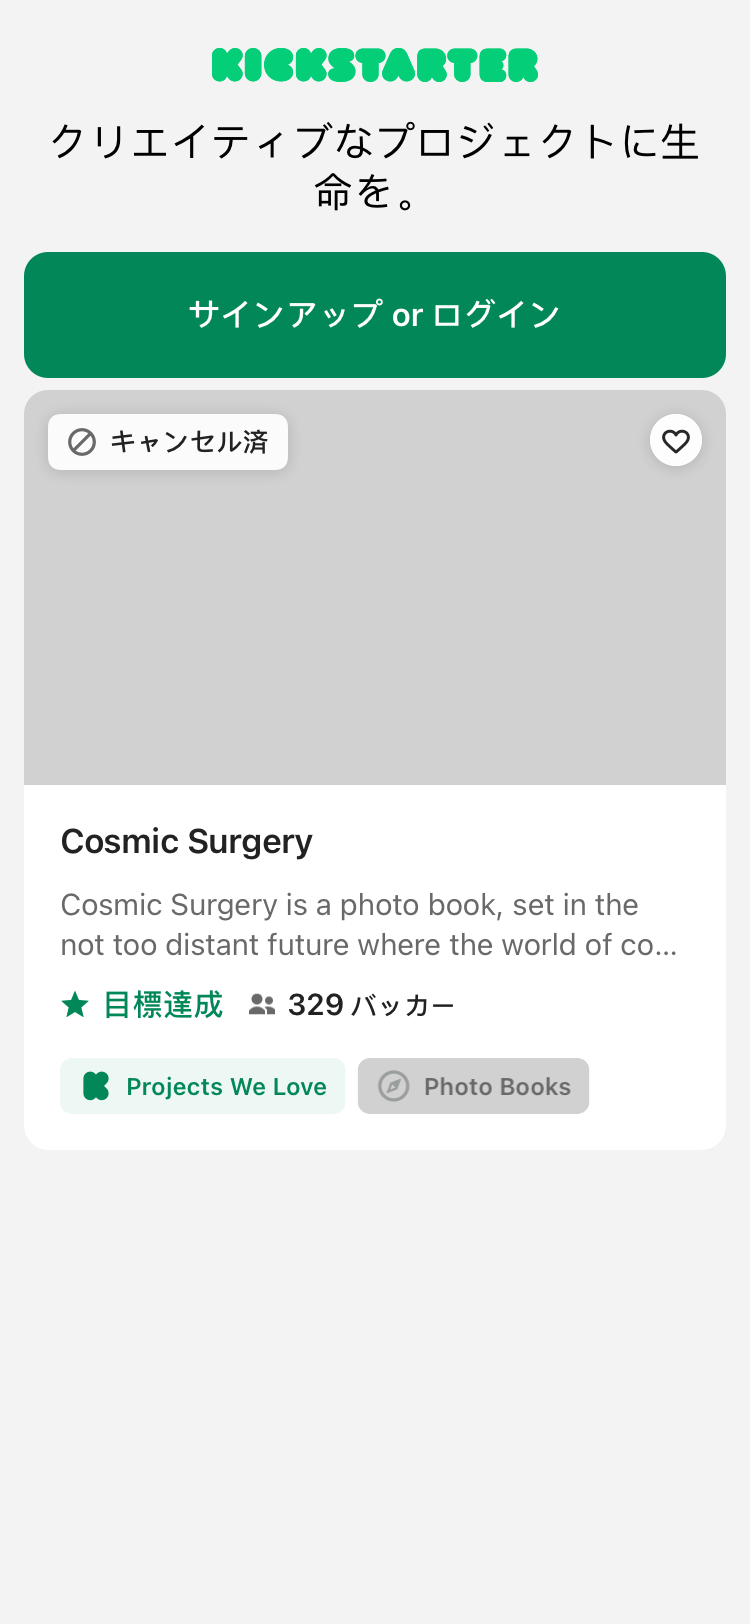 KICKSTARTER
クリエイティブなプロジェクトに生
命を。
サインアップ or ログイン
キャンセル済
Cosmic Surgery
Cosmic Surgery is a photo book, set in the
not too distant future where the world of co...
目標達成 329 バッカー
Projects We Love Photo Books